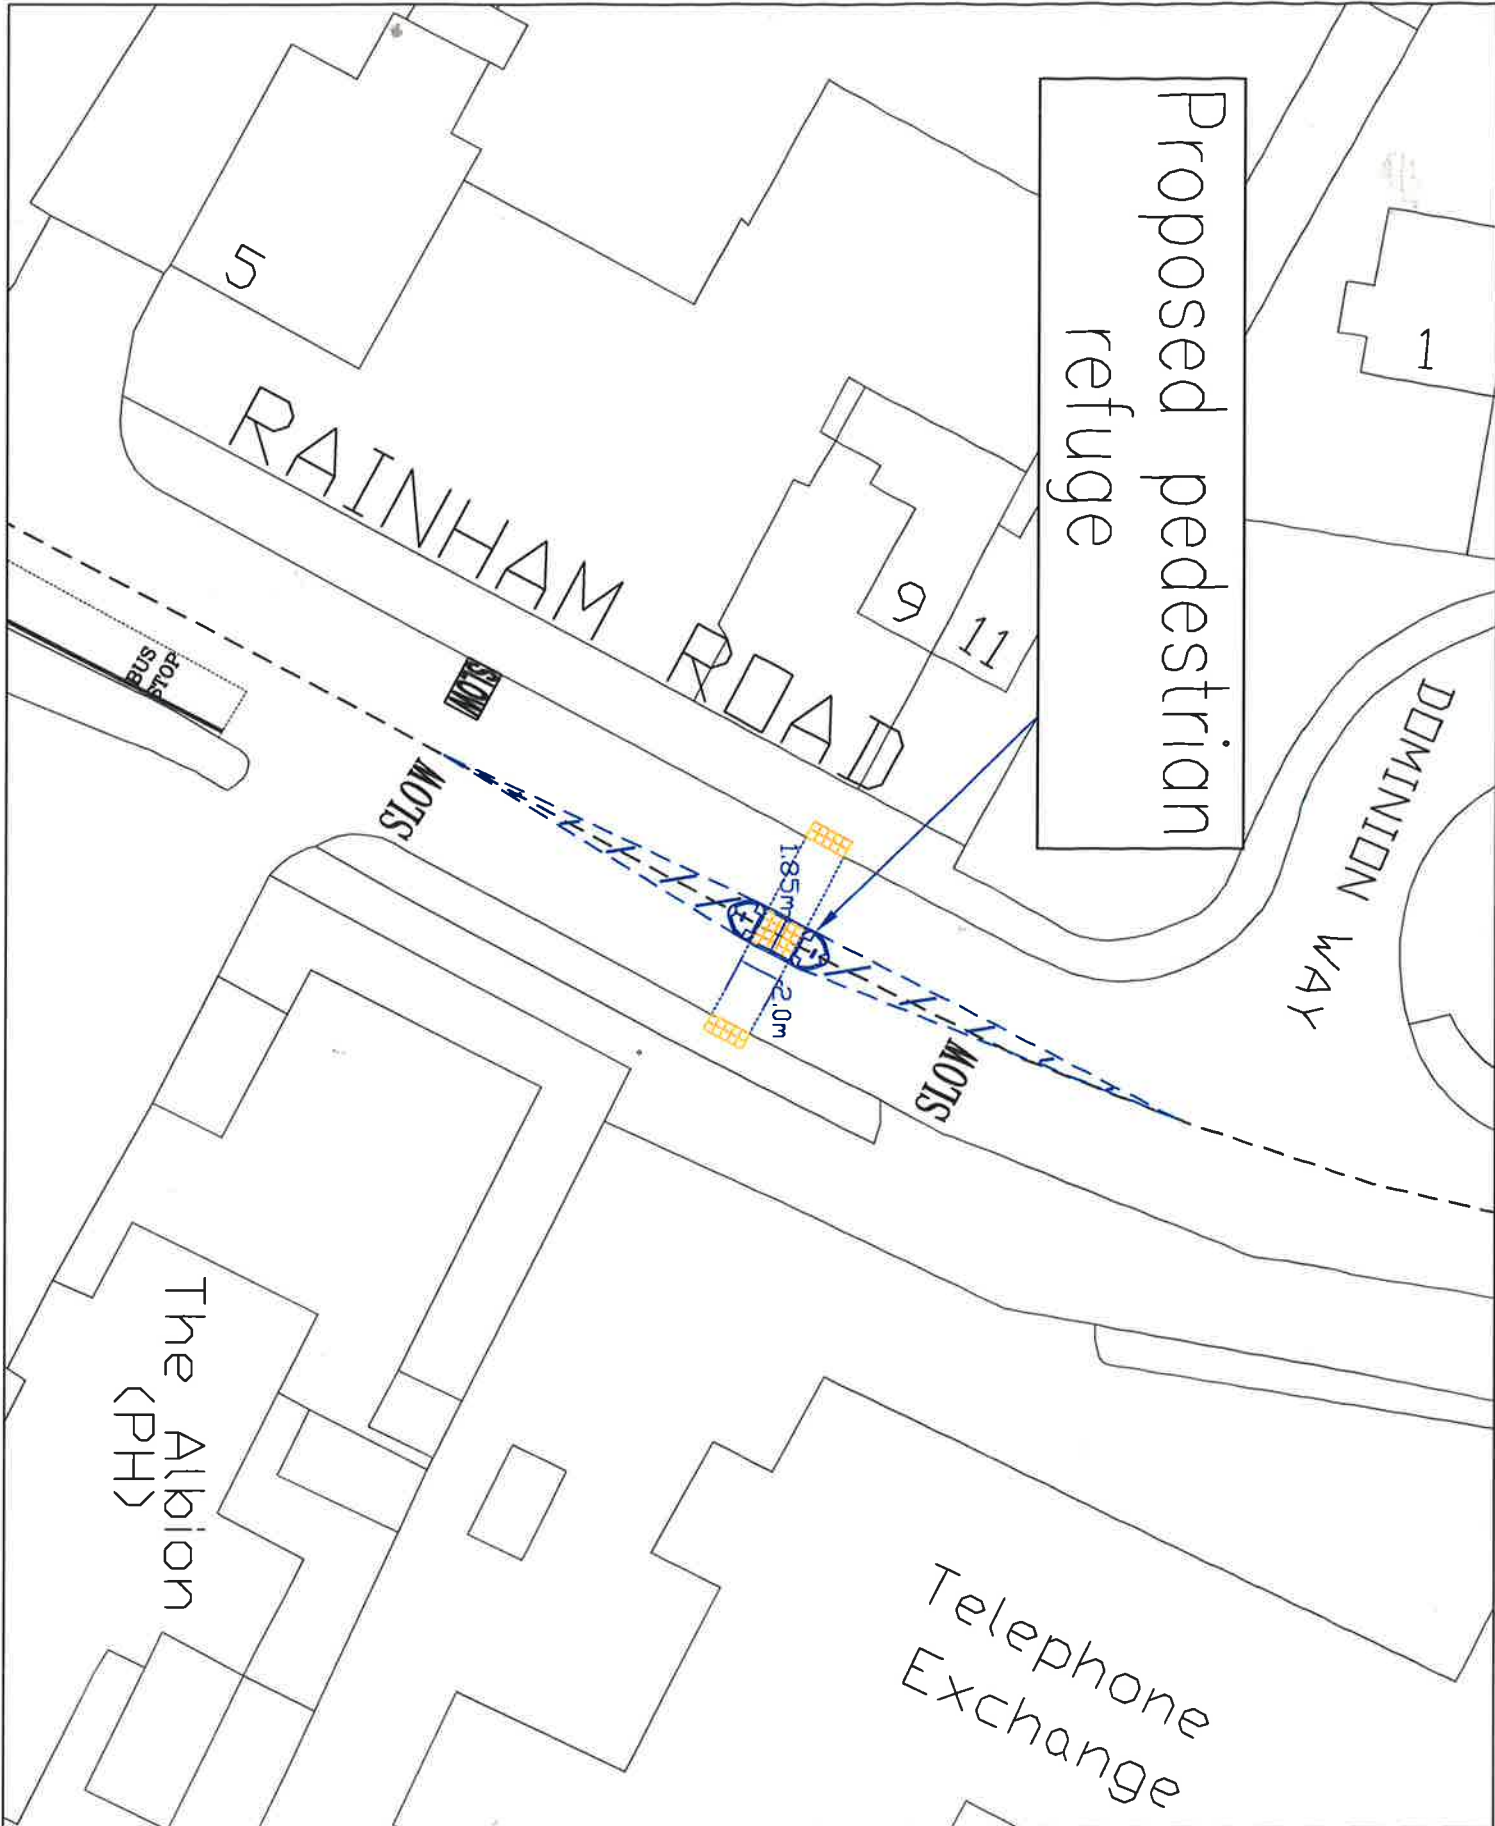 Proposed pedestrian
refuge
1
5
RAINHAM ROAD
9
11
DOMINION WAY
BUS
STOP
SLOW
SLOW
SLOW
1.85m
2.0m
The Albion
(PH)
Telephone
Exchange